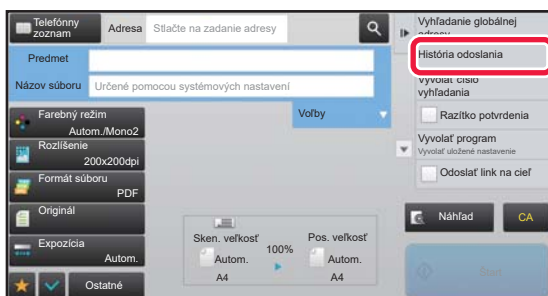 Telefónny
zoznam
Adresa
Stlačte na zadanie adresy
Predmet
Názov súboru
Určené pomocou systémových nastavení
Voľby
Farebný režim
Autom./Mono2
Rozlíšenie
200x200dpi
Formát súboru
PDF
Originál
Expozícia
Autom.
Ostatné
Sken. veľkosť
Autom.
A4
100%
Pos. veľkosť
Autom.
A4
Vyhľadanie globálnej
adresy
História odoslania
Vyvolať číslo
vyhľadania
Razítko potvrdenia
Vyvolať program
Vyvolať uložené nastavenie
Odoslať link na cieľ
Náhľad
CA
Štart